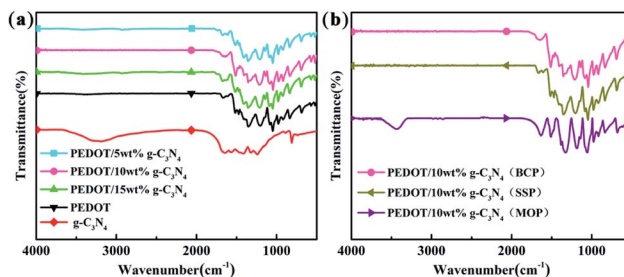 (a)
Transmittance(%)
PEDOT/5wt% g-C₃N₄
PEDOT/10wt% g-C₃N₄
PEDOT/15wt% g-C₃N₄
PEDOT
g-C₃N₄
4000 3000 2000 1000
Wavenumber(cm⁻¹)
(b)
Transmittance(%)
PEDOT/10wt% g-C₃N₄（BCP）
PEDOT/10wt% g-C₃N₄（SSP）
PEDOT/10wt% g-C₃N₄（MOP）
4000 3000 2000 1000
Wavenumber(cm⁻¹)